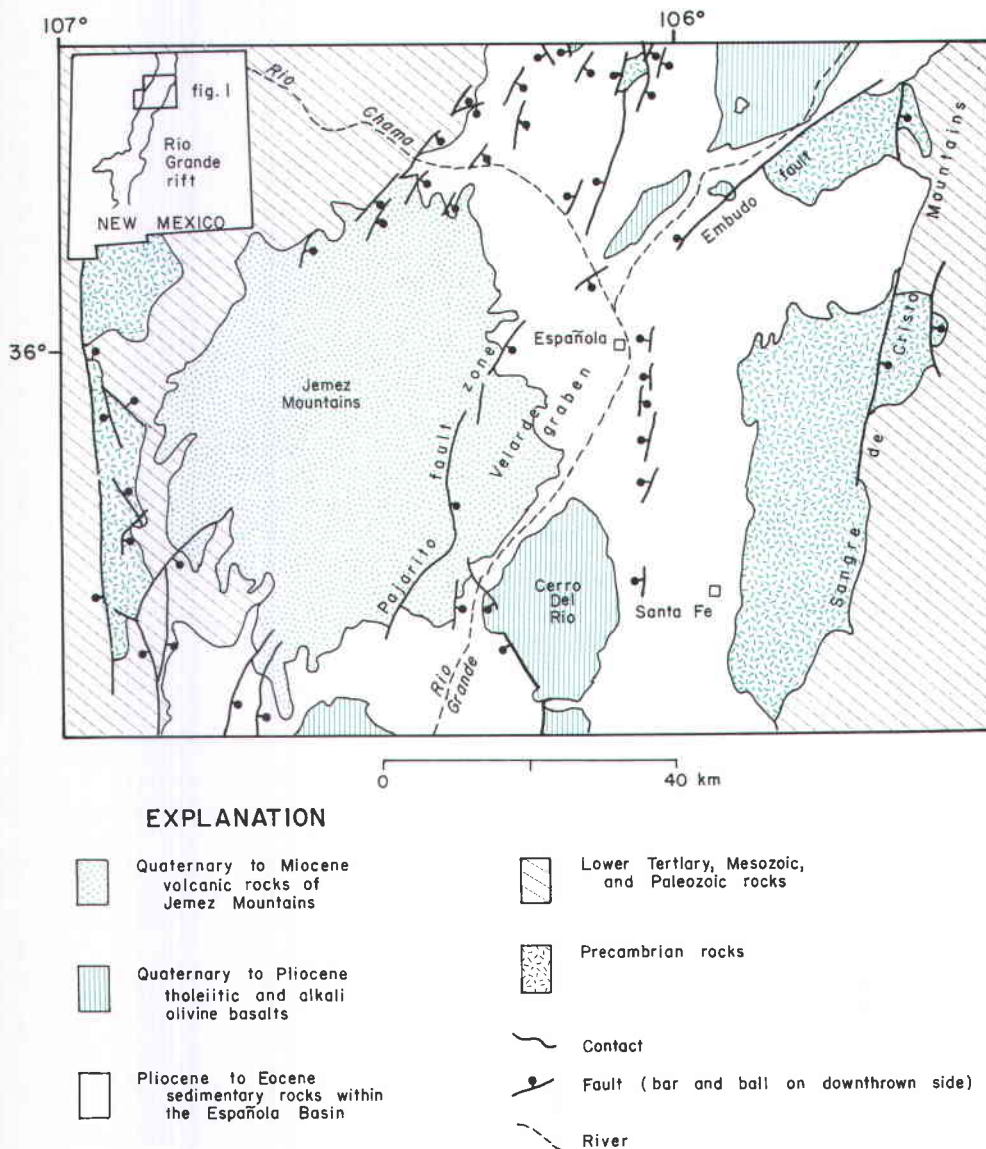 107°
106°
fig. 1
Rio
Grande
rift
NEW MEXICO
Rio
Chama
Embudo fault
Mountains
36°
Española
Jemez
Mountains
Pajarito fault zone
Velarde
graben
Sangre de Cristo
Cerro
Del
Rio
Santa Fe
Rio
Grande
0 40 km
EXPLANATION
Quaternary to Miocene
volcanic rocks of
Jemez Mountains
Quaternary to Pliocene
tholeiitic and alkali
olivine basalts
Pliocene to Eocene
sedimentary rocks within
the Española Basin
Lower Tertiary, Mesozoic,
and Paleozoic rocks
Precambrian rocks
Contact
Fault (bar and ball on downthrown side)
River